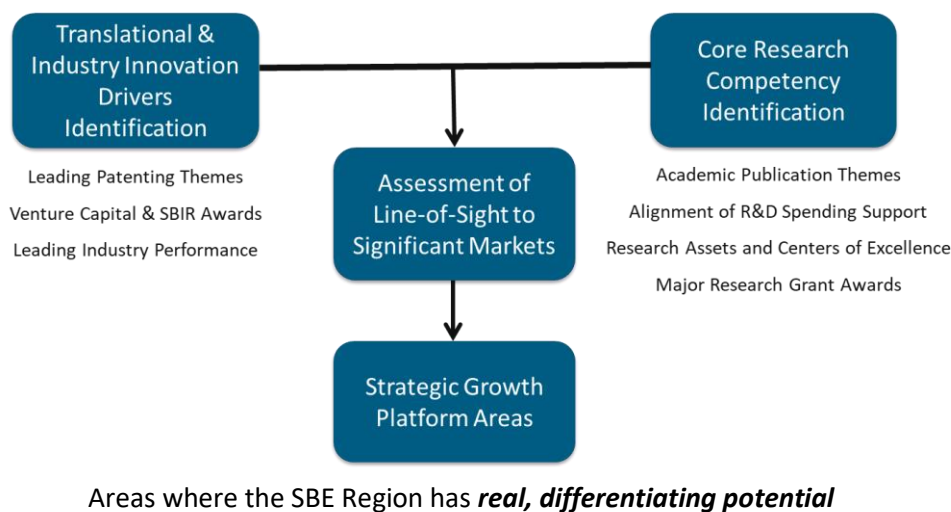 Translational &
Industry Innovation
Drivers
Identification
Leading Patenting Themes
Venture Capital & SBIR Awards
Leading Industry Performance
Core Research
Competency
Identification
Academic Publication Themes
Alignment of R&D Spending Support
Research Assets and Centers of Excellence
Major Research Grant Awards
Assessment of
Line-of-Sight to
Significant Markets
Strategic Growth
Platform Areas
Areas where the SBE Region has real, differentiating potential